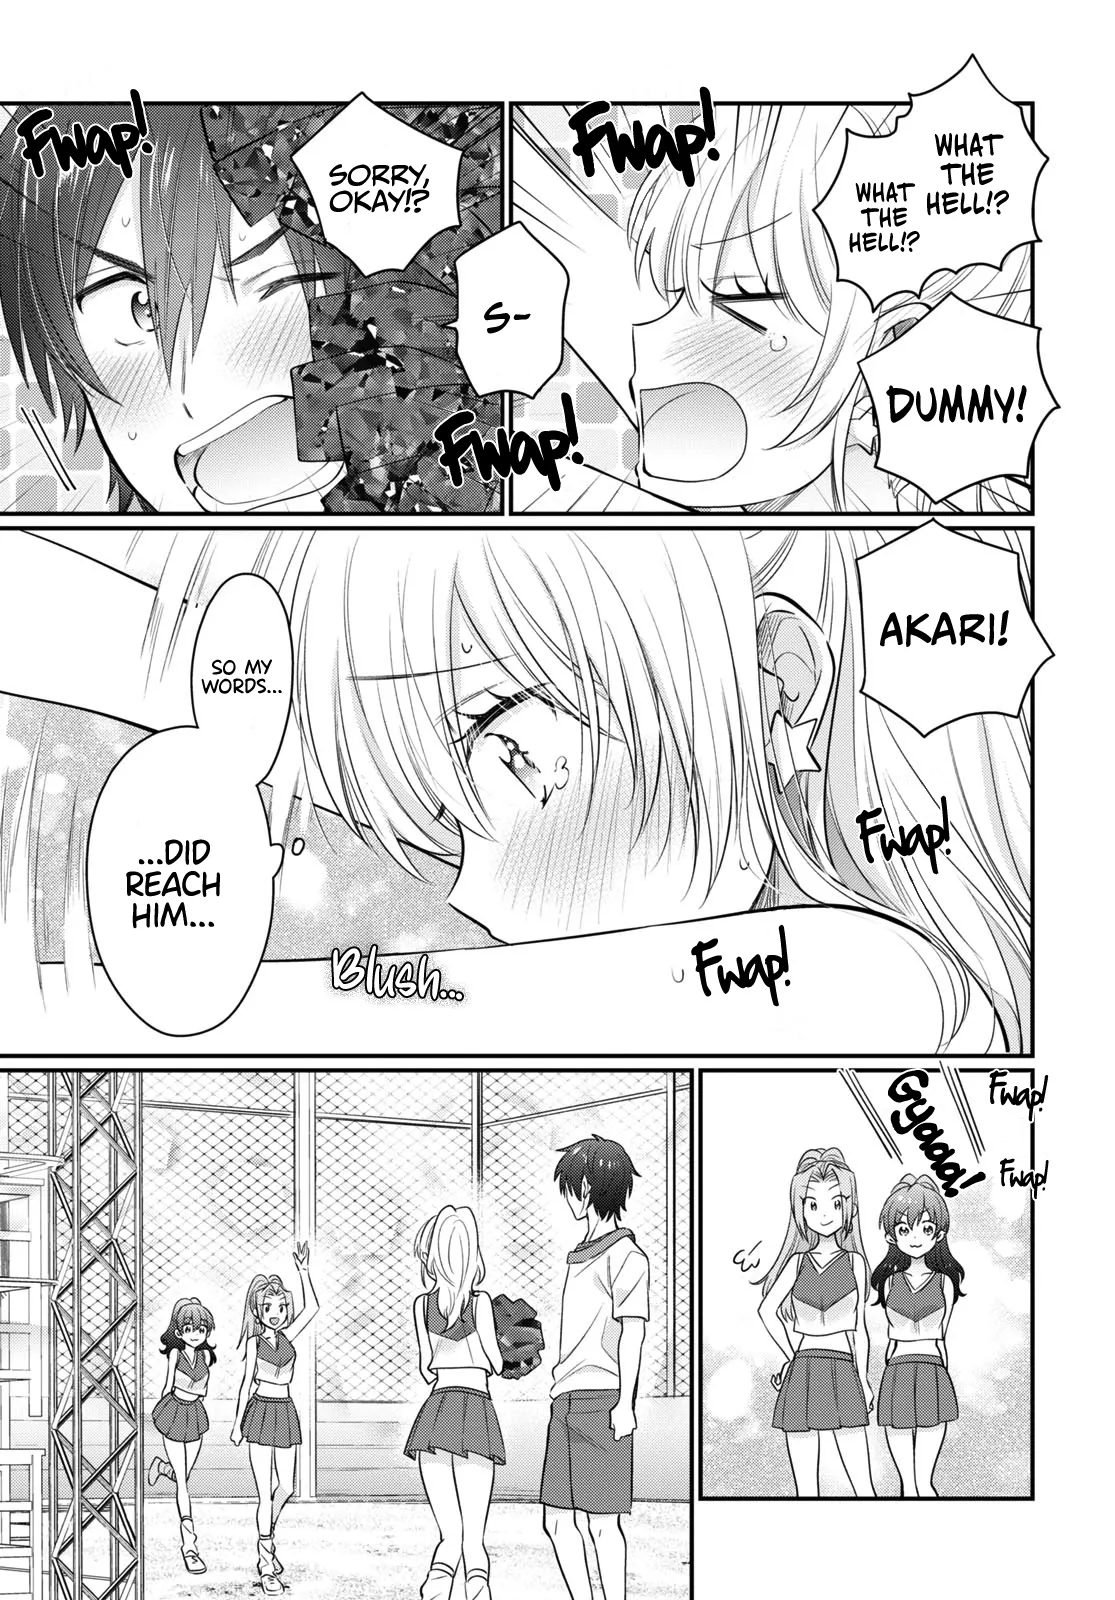 WHAT
THE
HELL!?
WHAT
THE
HELL!?
Fwap!
DUMMY!
Fwap!
S-
SORRY,
OKAY!?
Fwap!
AKARI!
Fwap!
Fwap!
SO MY
WORDS...
...DID
REACH
HIM...
Blush...
Fwap!
Fwap!
Gyaaa!